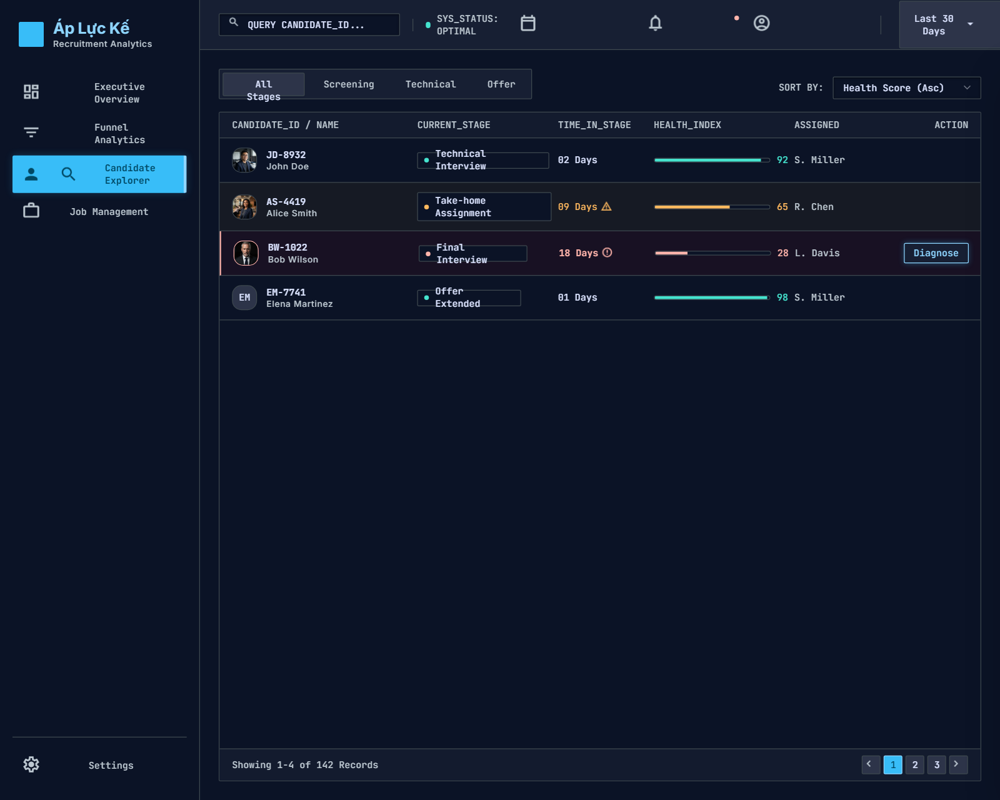 Áp Lực Kế
Recruitment Analytics
Executive
Overview
Funnel
Analytics
Candidate
Explorer
Job Management
Settings
QUERY CANDIDATE_ID...
SYS_STATUS:
OPTIMAL
Last 30
Days
All
Stages
Screening
Technical
Offer
SORT BY:
Health Score (Asc)
CANDIDATE_ID / NAME
CURRENT_STAGE
TIME_IN_STAGE
HEALTH_INDEX
ASSIGNED
ACTION
JD-8932
John Doe
Technical
Interview
02 Days
92
S. Miller
AS-4419
Alice Smith
Take-home
Assignment
09 Days
65
R. Chen
BW-1022
Bob Wilson
Final
Interview
18 Days
28
L. Davis
Diagnose
EM
EM-7741
Elena Martinez
Offer
Extended
01 Days
98
S. Miller
Showing 1-4 of 142 Records
1
2
3